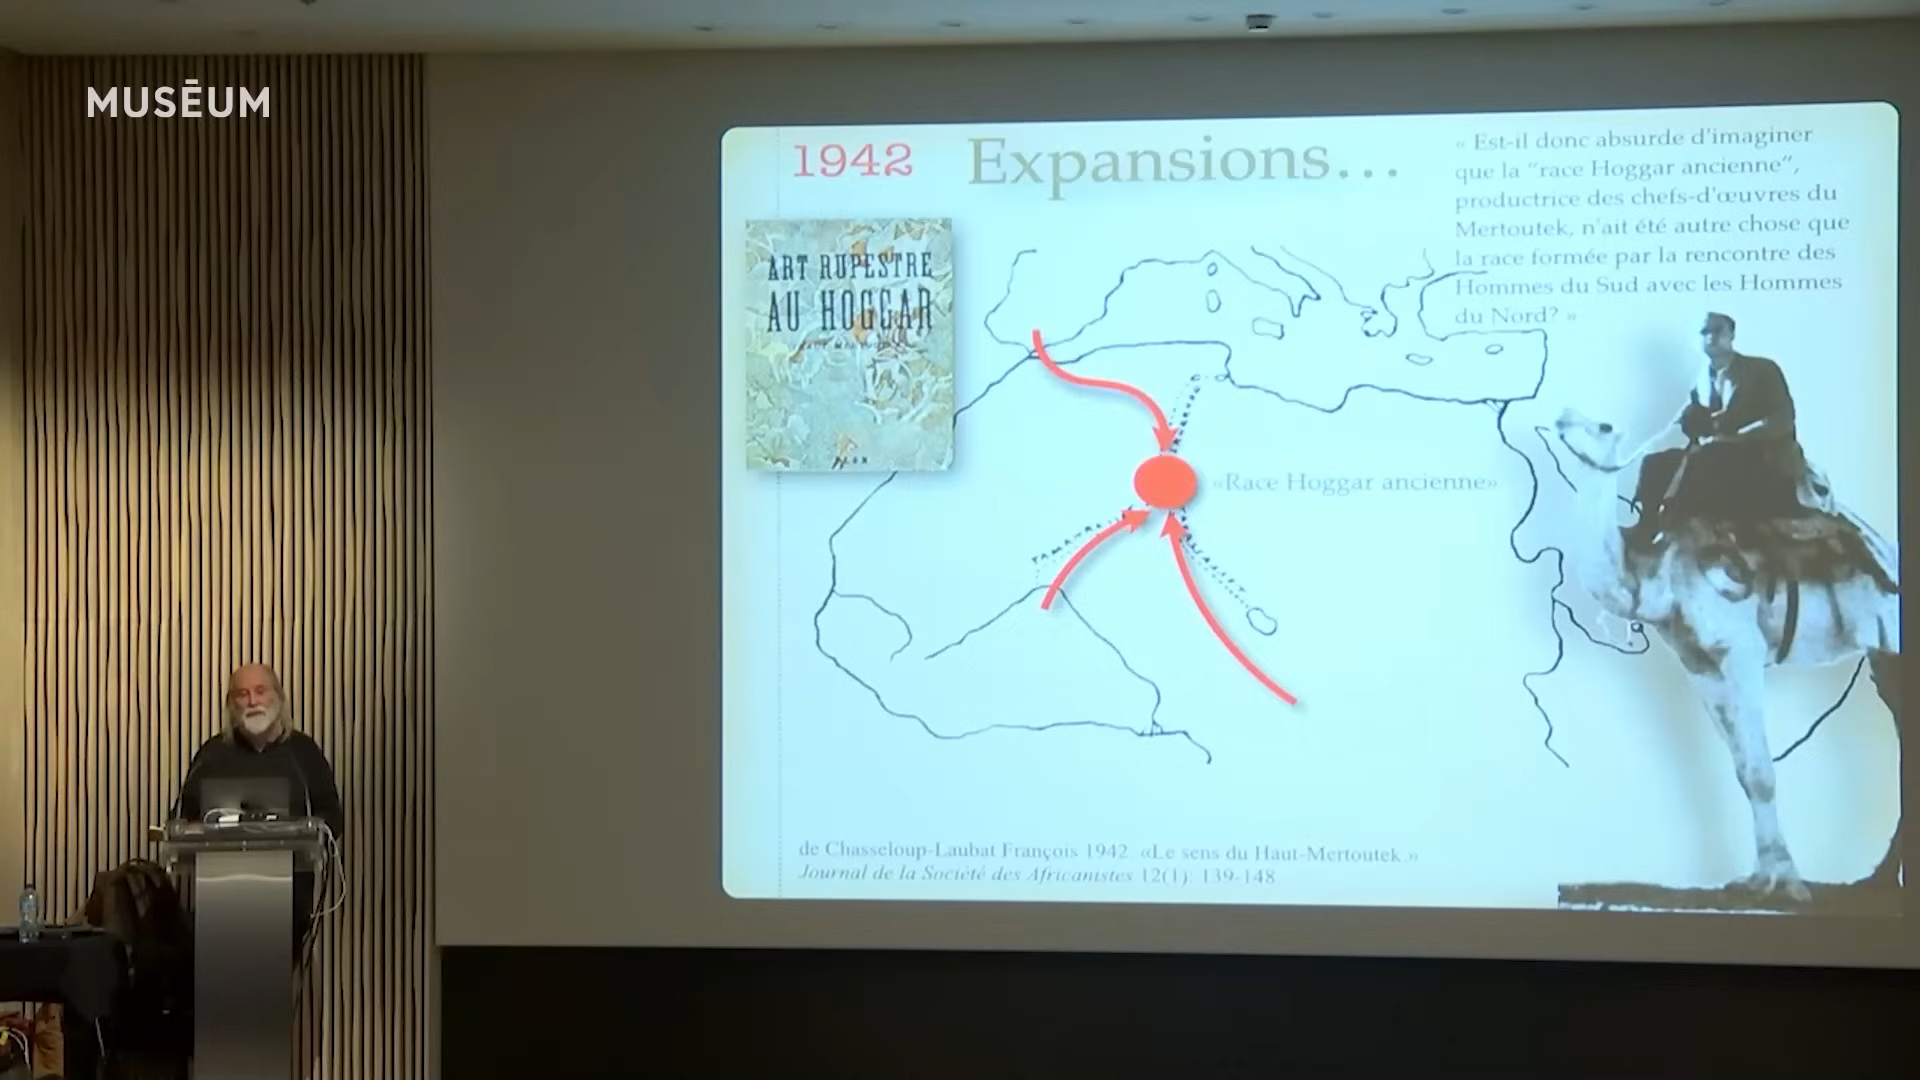 MUSĒUM
1942
Expansions...
« Est-il donc absurde d'imaginer
que la "race Hoggar ancienne",
productrice des chefs-d'œuvres du
Mertoutek, n'ait été autre chose que
la race formée par la rencontre des
Hommes du Sud avec les Hommes
du Nord? »
ART RUPESTRE
AU HOGGAR
PLON
«Race Hoggar ancienne»
de Chasseloup-Laubat François 1942. «Le sens du Haut-Mertoutek.»
Journal de la Société des Africanistes 12(1): 139-148